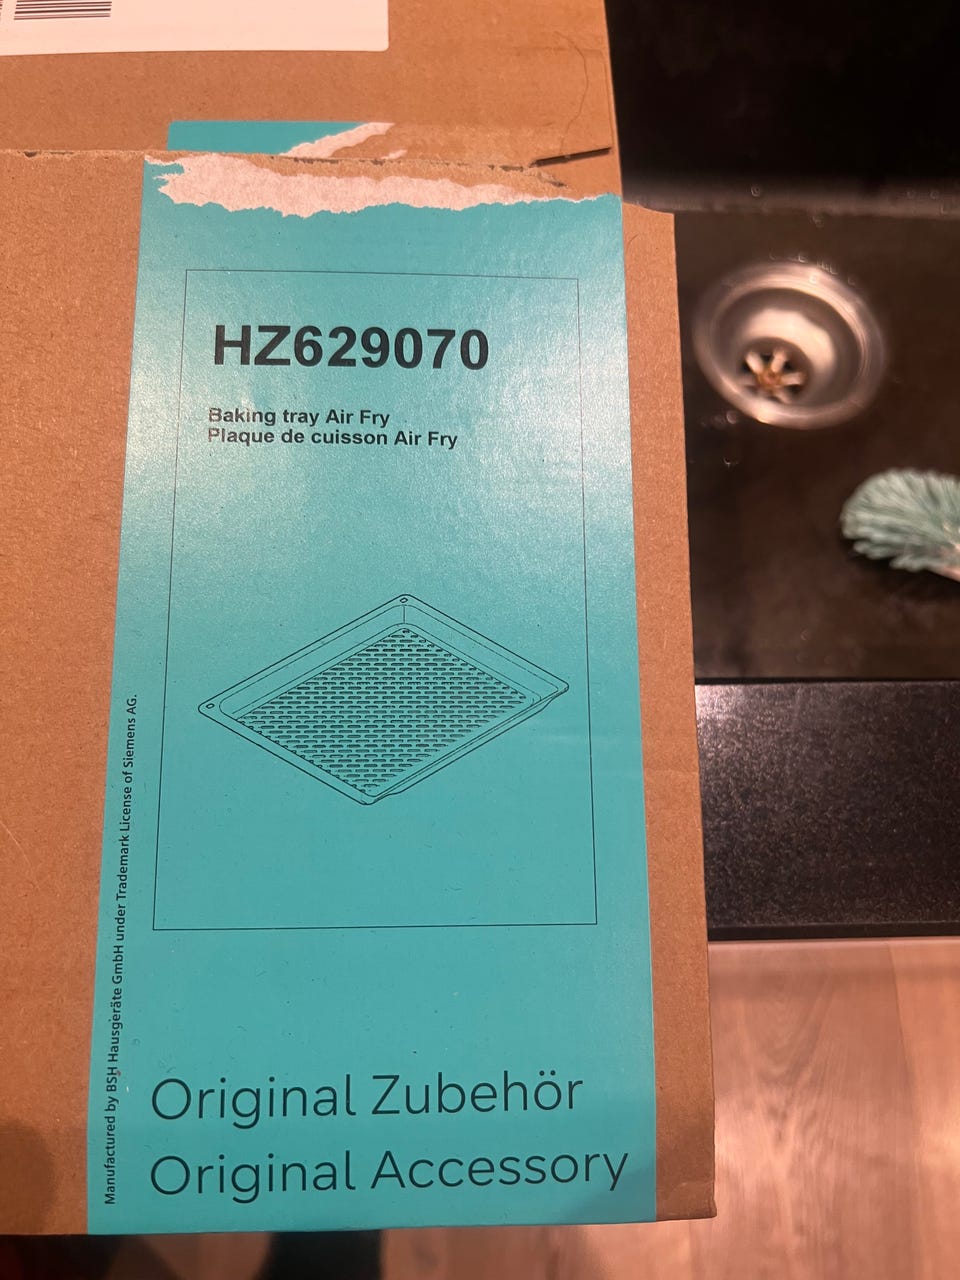 HZ629070
Baking tray Air Fry
Plaque de cuisson Air Fry
Manufactured by BSH Hausgeräte GmbH under Trademark License of Siemens AG.
Original Zubehör
Original Accessory